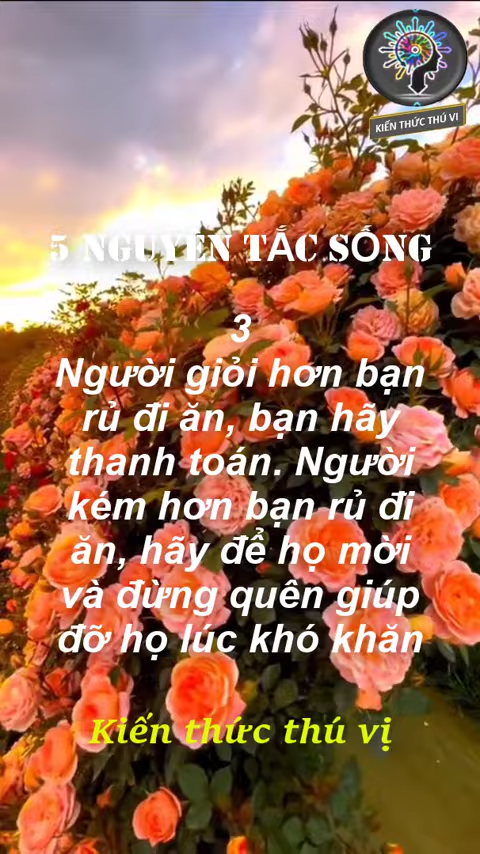 KIẾN THỨC THÚ VỊ
5 NGUYÊN TẮC SỐNG
3
Người giỏi hơn bạn
rủ đi ăn, bạn hãy
thanh toán. Người
kém hơn bạn rủ đi
ăn, hãy để họ mời
và đừng quên giúp
đỡ họ lúc khó khăn
Kiến thức thú vị